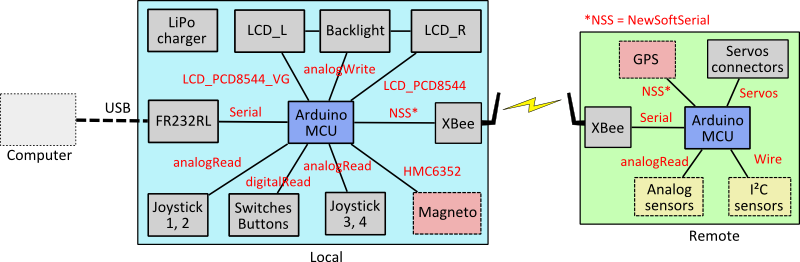 *NSS = NewSoftSerial
LiPo
charger
LCD_L
Backlight
LCD_R
LCD_PCD8544_VG
analogWrite
LCD_PCD8544
USB
FR232RL
Serial
Arduino
MCU
NSS*
XBee
Computer
analogRead
digitalRead
analogRead
HMC6352
Joystick
1, 2
Switches
Buttons
Joystick
3, 4
Magneto
Local
GPS
Servos
connectors
NSS*
Servos
XBee
Serial
Arduino
MCU
analogRead
Wire
Analog
sensors
I²C
sensors
Remote